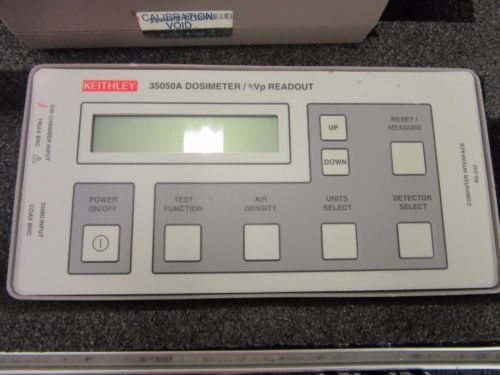 CALIBRATION
VOID
KEITHLEY 35050A DOSIMETER / kVp READOUT
ION CHAMBER INPUT
TRIAX BNC
35080 INPUT
COAX BNC
UP
DOWN
RESET /
MEASURE
POWER
ON/OFF
TEST
FUNCTION
AIR
DENSITY
UNITS
SELECT
DETECTOR
SELECT
COMPUTER INTERFACE
RS-232